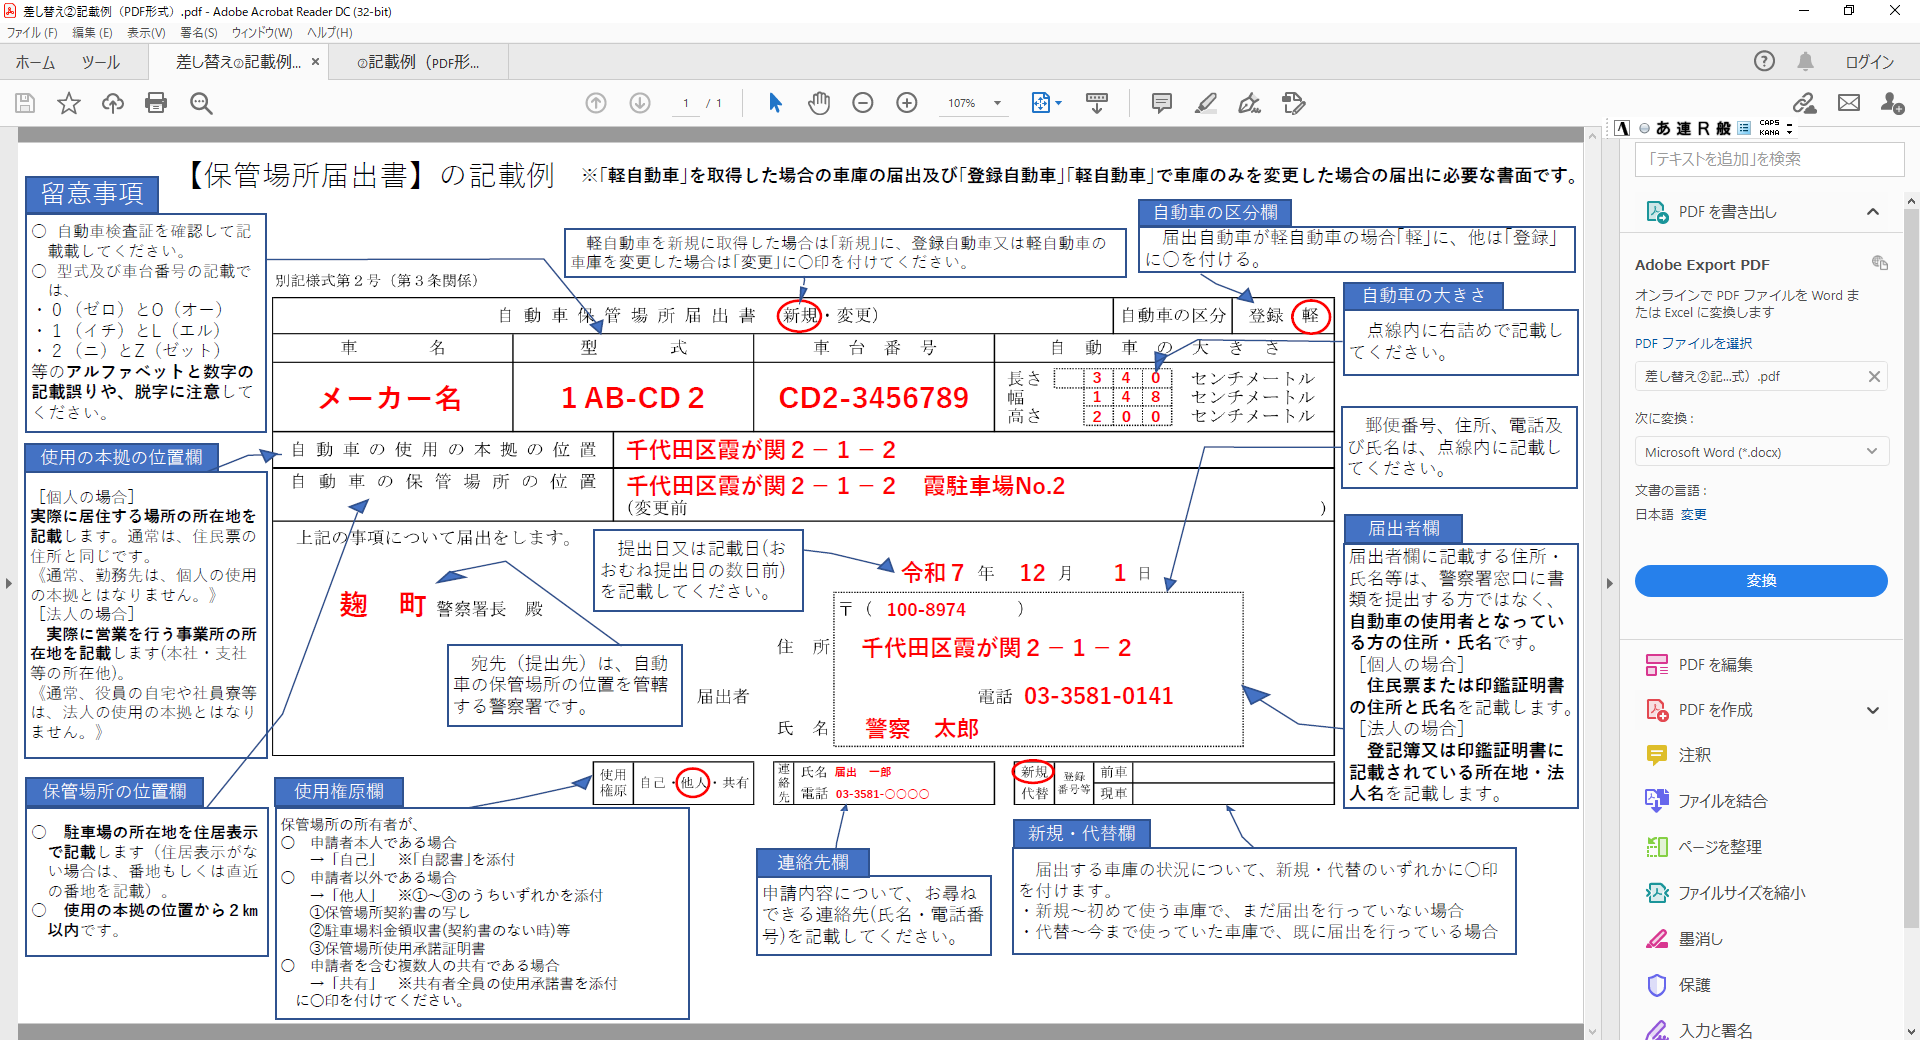 差し替え②記載例（PDF形式）.pdf - Adobe Acrobat Reader DC (32-bit)
ファイル(F) 編集(E) 表示(V) 署名(S) ウィンドウ(W) ヘルプ(H)
ホーム ツール 差し替え②記載例... × ②記載例（PDF形... ログイン
1 / 1 107%
A あ 連 R 般 CAPS KANA
【保管場所届出書】の記載例 ※｢軽自動車｣を取得した場合の車庫の届出及び｢登録自動車｣｢軽自動車｣で車庫のみを変更した場合の届出に必要な書面です。
留意事項
○ 自動車検査証を確認して記
載載してください。
○ 型式及び車台番号の記載で
は、
・０（ゼロ）とＯ（オー）
・１（イチ）とＬ（エル）
・２（ニ）とＺ（ゼット）
等のアルファベットと数字の
記載誤りや、脱字に注意して
ください。
軽自動車を新規に取得した場合は｢新規｣に、登録自動車又は軽自動車の
車庫を変更した場合は｢変更｣に○印を付けてください。
自動車の区分欄
届出自動車が軽自動車の場合｢軽｣に、他は｢登録｣
に○を付ける。
自動車の大きさ
点線内に右詰めで記載し
てください。
別記様式第２号（第３条関係）
自動車保管場所届出書 新規・変更） 自動車の区分 登録 軽
車名 型式 車台番号 自動車の大きさ
メーカー名 １AB-CD２ CD2-3456789
長さ 3 4 0 センチメートル
幅 1 4 8 センチメートル
高さ 2 0 0 センチメートル
自動車の使用の本拠の位置 千代田区霞が関２－１－２
自動車の保管場所の位置 千代田区霞が関２－１－２ 霞駐車場No.2
(変更前 )
郵便番号、住所、電話及
び氏名は、点線内に記載し
てください。
使用の本拠の位置欄
［個人の場合］
実際に居住する場所の所在地を
記載します。通常は、住民票の
住所と同じです。
《通常、勤務先は、個人の使用
の本拠とはなりません。》
［法人の場合］
実際に営業を行う事業所の所
在地を記載します(本社・支社
等の所在他)。
《通常、役員の自宅や社員寮等
は、法人の使用の本拠とはなり
ません。》
上記の事項について届出をします。
提出日又は記載日(お
おむね提出日の数日前)
を記載してください。
令和７ 年 12 月 1 日
麹 町 警察署長 殿
〒（ 100-8974 ）
住 所 千代田区霞が関２－１－２
届出者 電話 03-3581-0141
氏 名 警察 太郎
宛先（提出先）は、自動
車の保管場所の位置を管轄
する警察署です。
届出者欄
届出者欄に記載する住所・
氏名等は、警察署窓口に書
類を提出する方ではなく、
自動車の使用者となってい
る方の住所・氏名です。
［個人の場合］
住民票または印鑑証明書
の住所と氏名を記載します。
［法人の場合］
登記簿又は印鑑証明書に
記載されている所在地・法
人名を記載します。
使用権原 自己・他人・共有
連絡先 氏名 届出 一郎
電話 03-3581-○○○○
新規 代替 登録番号等 前車 現車
保管場所の位置欄
○ 駐車場の所在地を住居表示
で記載します（住居表示がな
い場合は、番地もしくは直近
の番地を記載）。
○ 使用の本拠の位置から２㎞
以内です。
使用権原欄
保管場所の所有者が、
○ 申請者本人である場合
→「自己」 ※｢自認書｣を添付
○ 申請者以外である場合
→「他人」 ※①～③のうちいずれかを添付
①保管場所契約書の写し
②駐車場料金領収書(契約書のない時)等
③保管場所使用承諾証明書
○ 申請者を含む複数人の共有である場合
→「共有」 ※共有者全員の使用承諾書を添付
に○印を付けてください。
連絡先欄
申請内容について、お尋ね
できる連絡先(氏名・電話番
号)を記載してください。
新規・代替欄
届出する車庫の状況について、新規・代替のいずれかに○印
を付けます。
・新規～初めて使う車庫で、まだ届出を行っていない場合
・代替～今まで使っていた車庫で、既に届出を行っている場合
「テキストを追加」を検索
PDF を書き出し
Adobe Export PDF
オンラインで PDF ファイルを Word ま
たは Excel に変換します
PDF ファイルを選択
差し替え②記...式）.pdf
次に変換 :
Microsoft Word (*.docx)
文書の言語 :
日本語 変更
変換
PDF を編集
PDF を作成
注釈
ファイルを結合
ページを整理
ファイルサイズを縮小
墨消し
保護
入力と署名